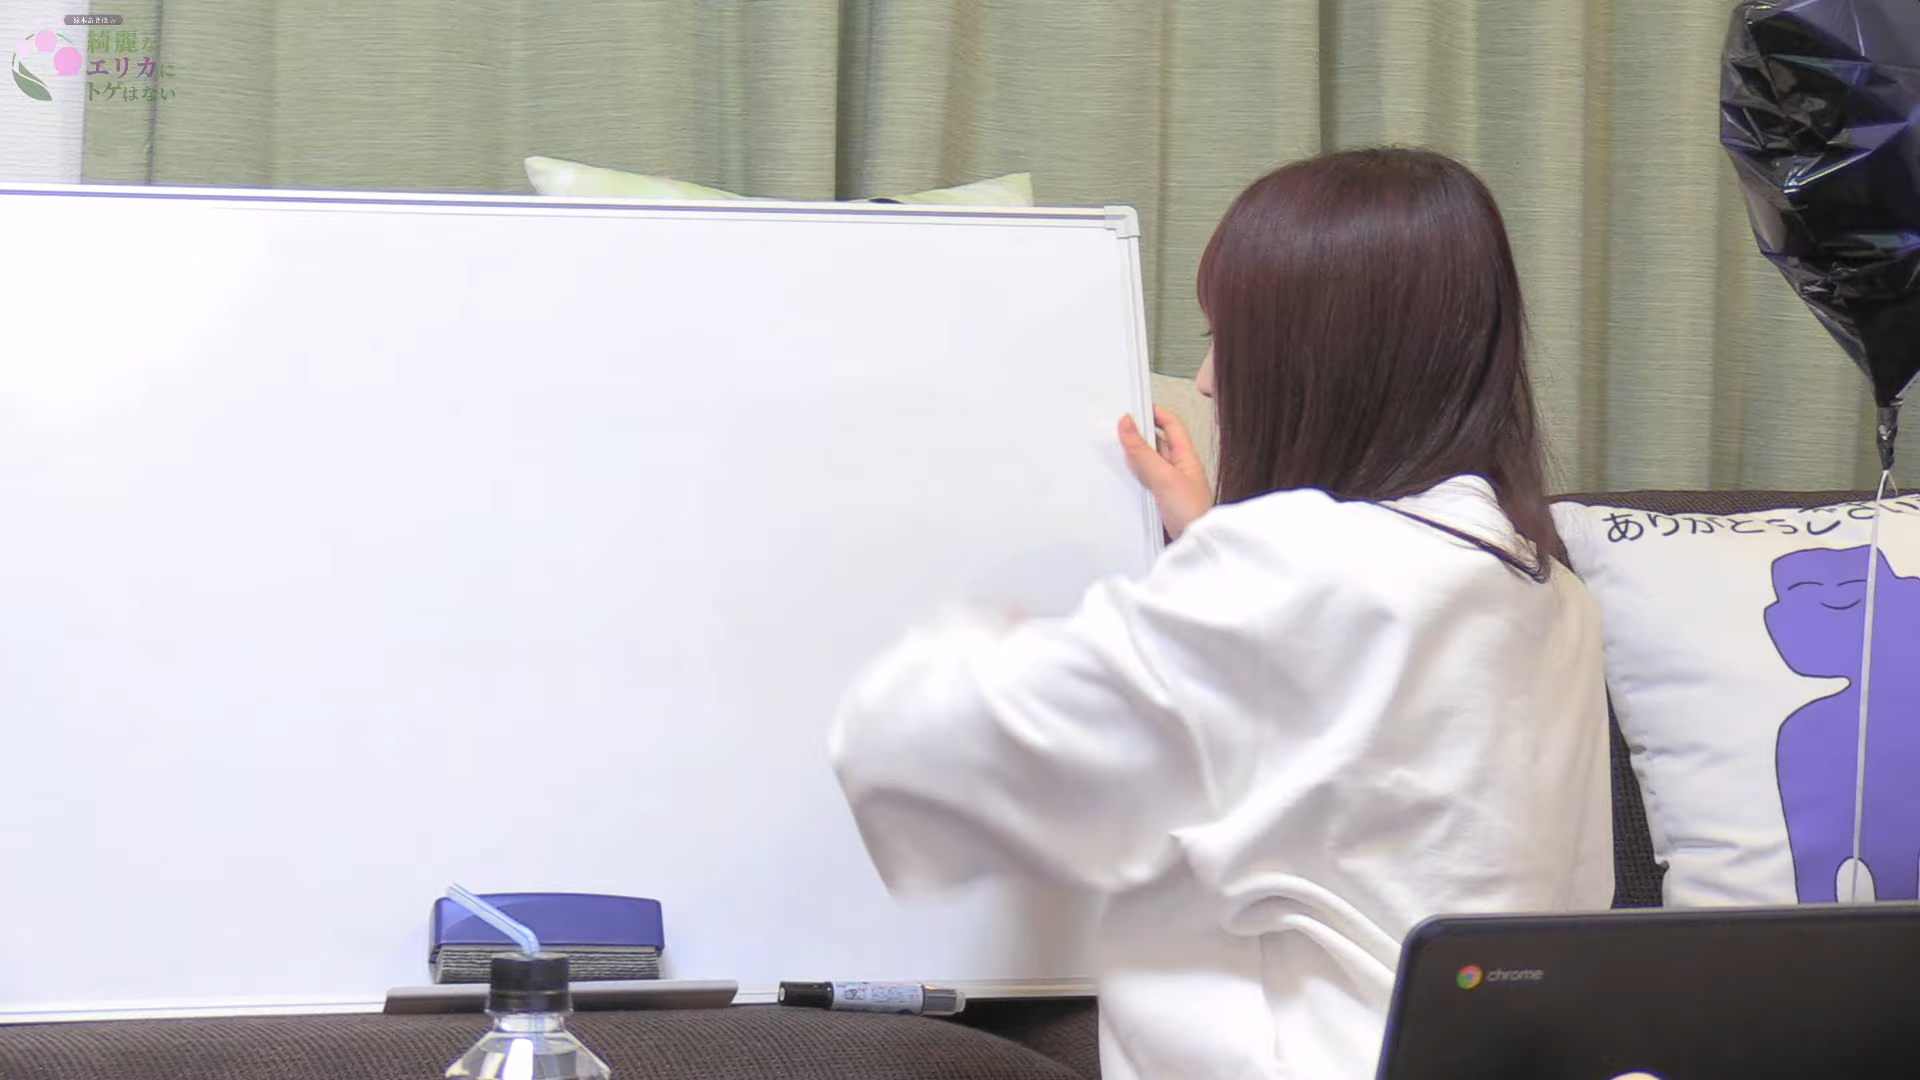 綺麗な
エリカに
トゲはない
ありがとうござい
chrome